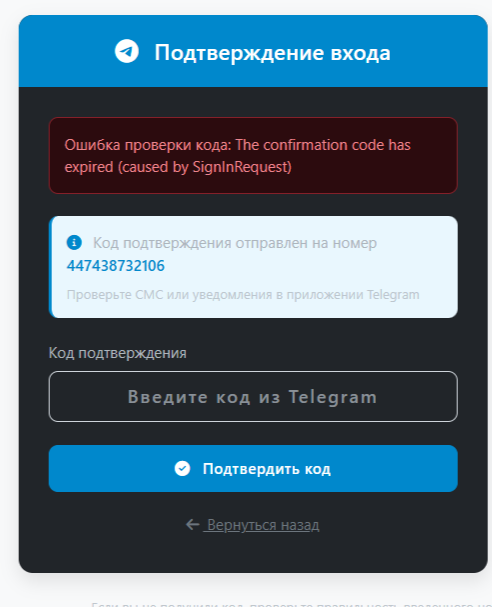 Подтверждение входа
Ошибка проверки кода: The confirmation code has
expired (caused by SignInRequest)
Код подтверждения отправлен на номер
447438732106
Проверьте СМС или уведомления в приложении Telegram
Код подтверждения
Введите код из Telegram
Подтвердить код
Вернуться назад